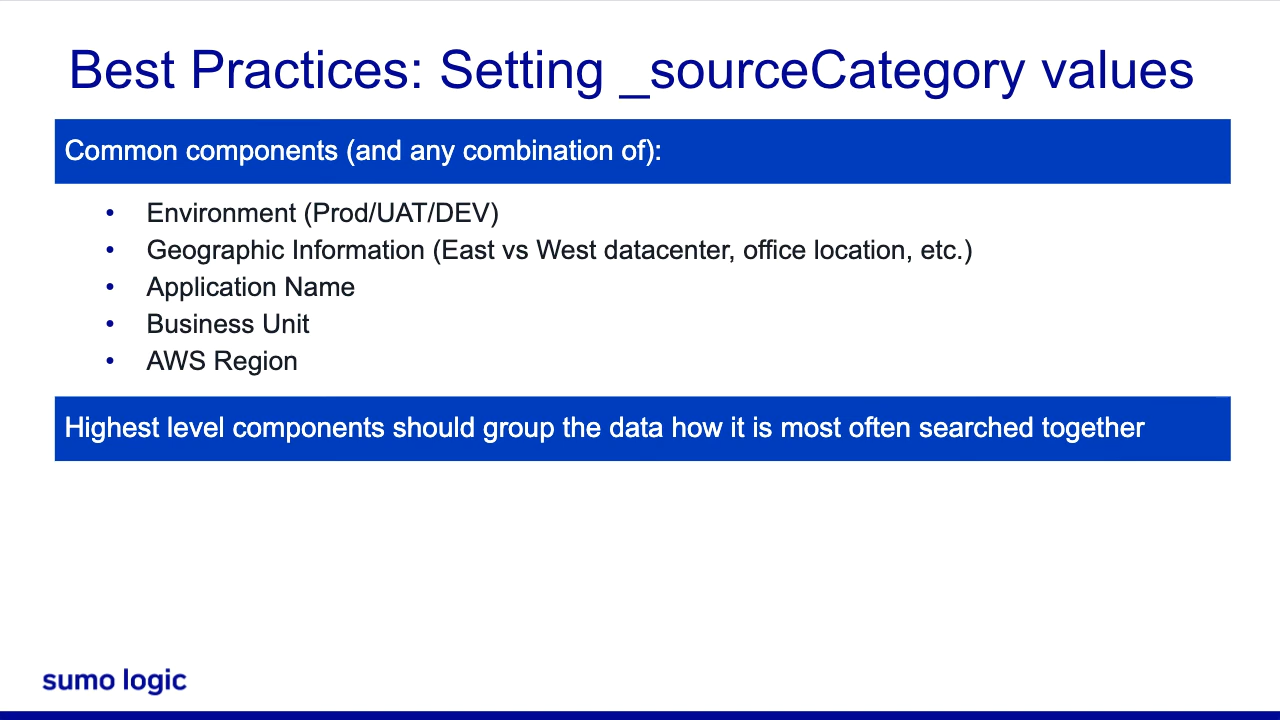 Best Practices: Setting _sourceCategory values
Common components (and any combination of):
• Environment (Prod/UAT/DEV)
• Geographic Information (East vs West datacenter, office location, etc.)
• Application Name
• Business Unit
• AWS Region
Highest level components should group the data how it is most often searched together
sumo logic